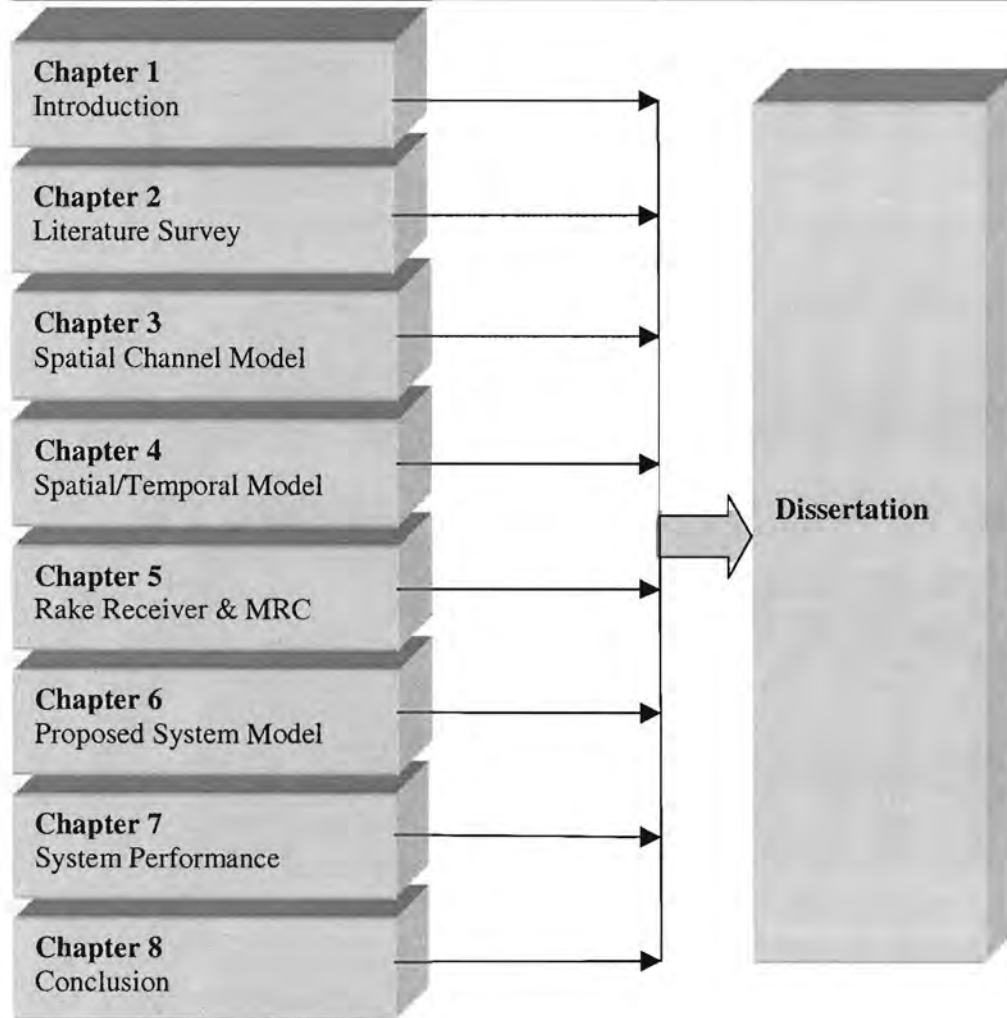 Chapter 1
Introduction
Chapter 2
Literature Survey
Chapter 3
Spatial Channel Model
Chapter 4
Spatial/Temporal Model
Chapter 5
Rake Receiver & MRC
Chapter 6
Proposed System Model
Chapter 7
System Performance
Chapter 8
Conclusion
Dissertation